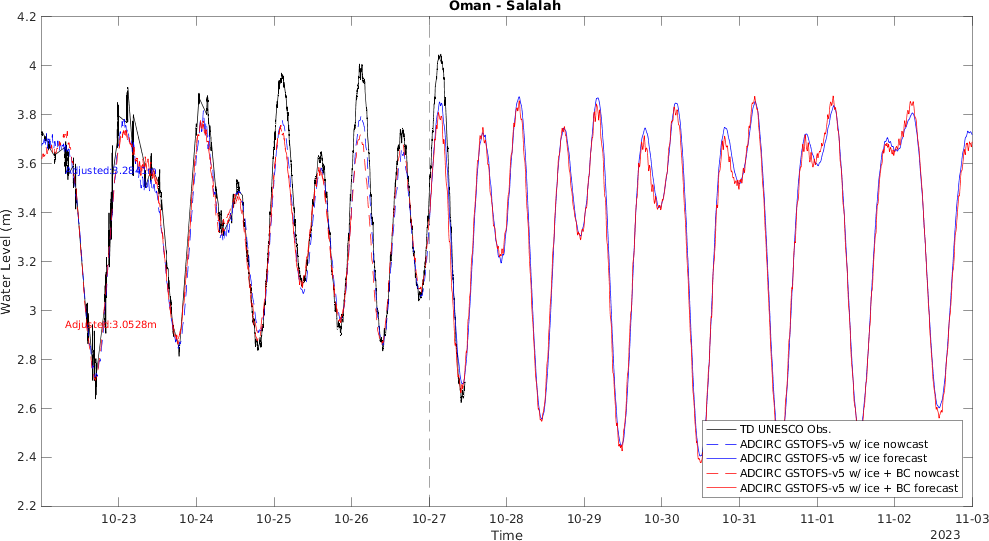 Oman - Salalah
4.2
4
3.8
3.6
3.4
3.2
3
2.8
2.6
2.4
2.2
Water Level (m)
Adjusted:3.0528m
TD UNESCO Obs.
ADCIRC GSTOFS-v5 w/ ice nowcast
ADCIRC GSTOFS-v5 w/ ice forecast
ADCIRC GSTOFS-v5 w/ ice + BC nowcast
ADCIRC GSTOFS-v5 w/ ice + BC forecast
10-23 10-24 10-25 10-26 10-27 10-28 10-29 10-30 10-31 11-01 11-02 11-03
Time
2023